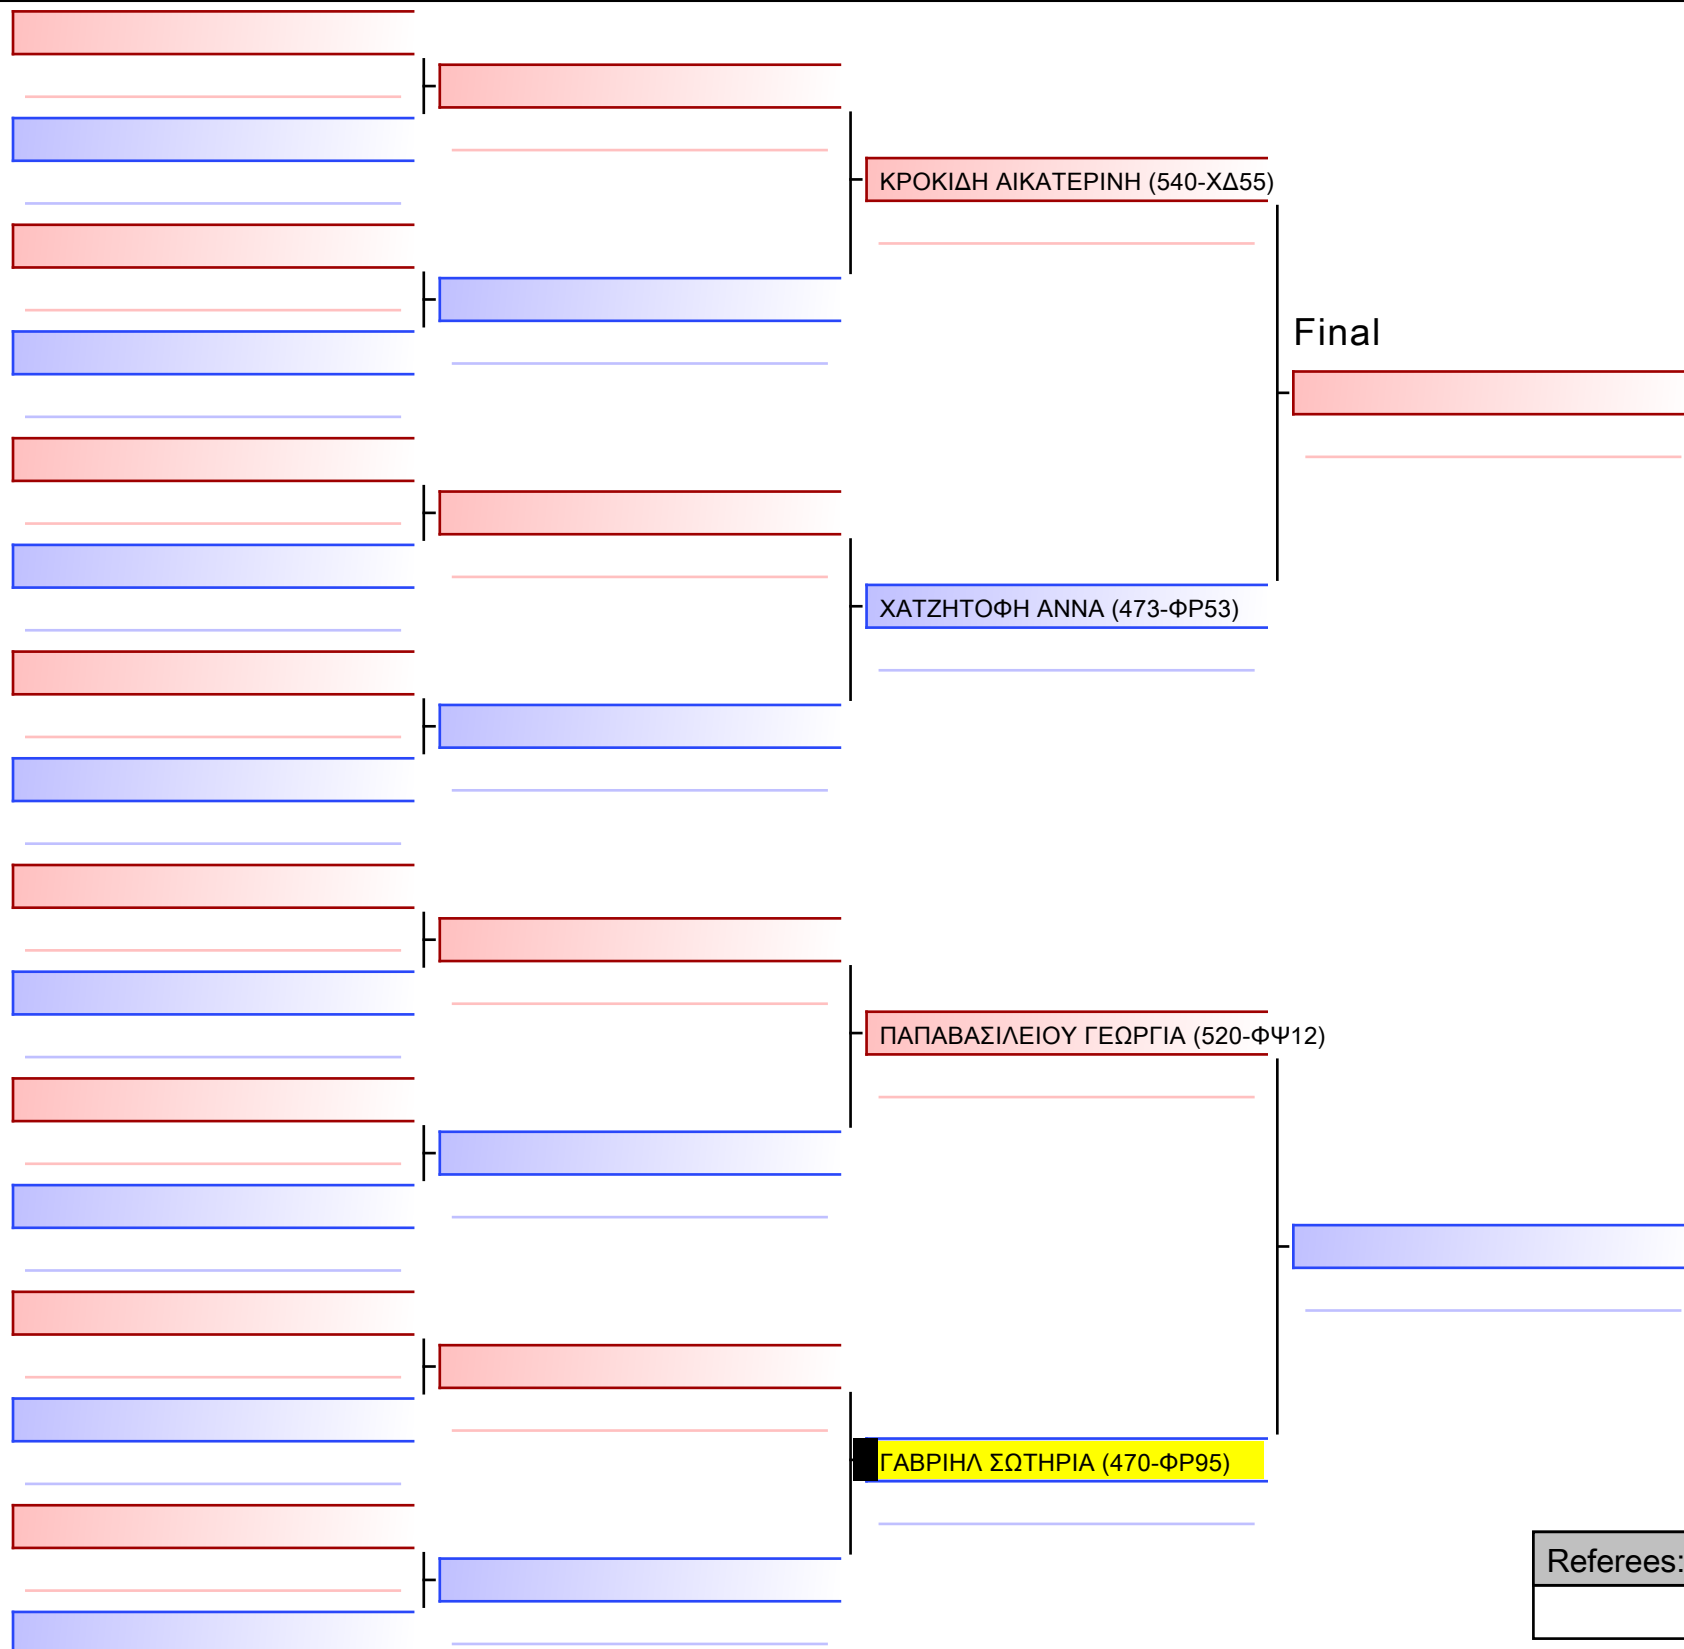 ΚΡΟΚΙΔΗ ΑΙΚΑΤΕΡΙΝΗ (540-ΧΔ55)
Final
ΧΑΤΖΗΤΟΦΗ ΑΝΝΑ (473-ΦΡ53)
ΠΑΠΑΒΑΣΙΛΕΙΟΥ ΓΕΩΡΓΙΑ (520-ΦΨ12)
ΓΑΒΡΙΗΛ ΣΩΤΗΡΙΑ (470-ΦΡ95)
Referees: